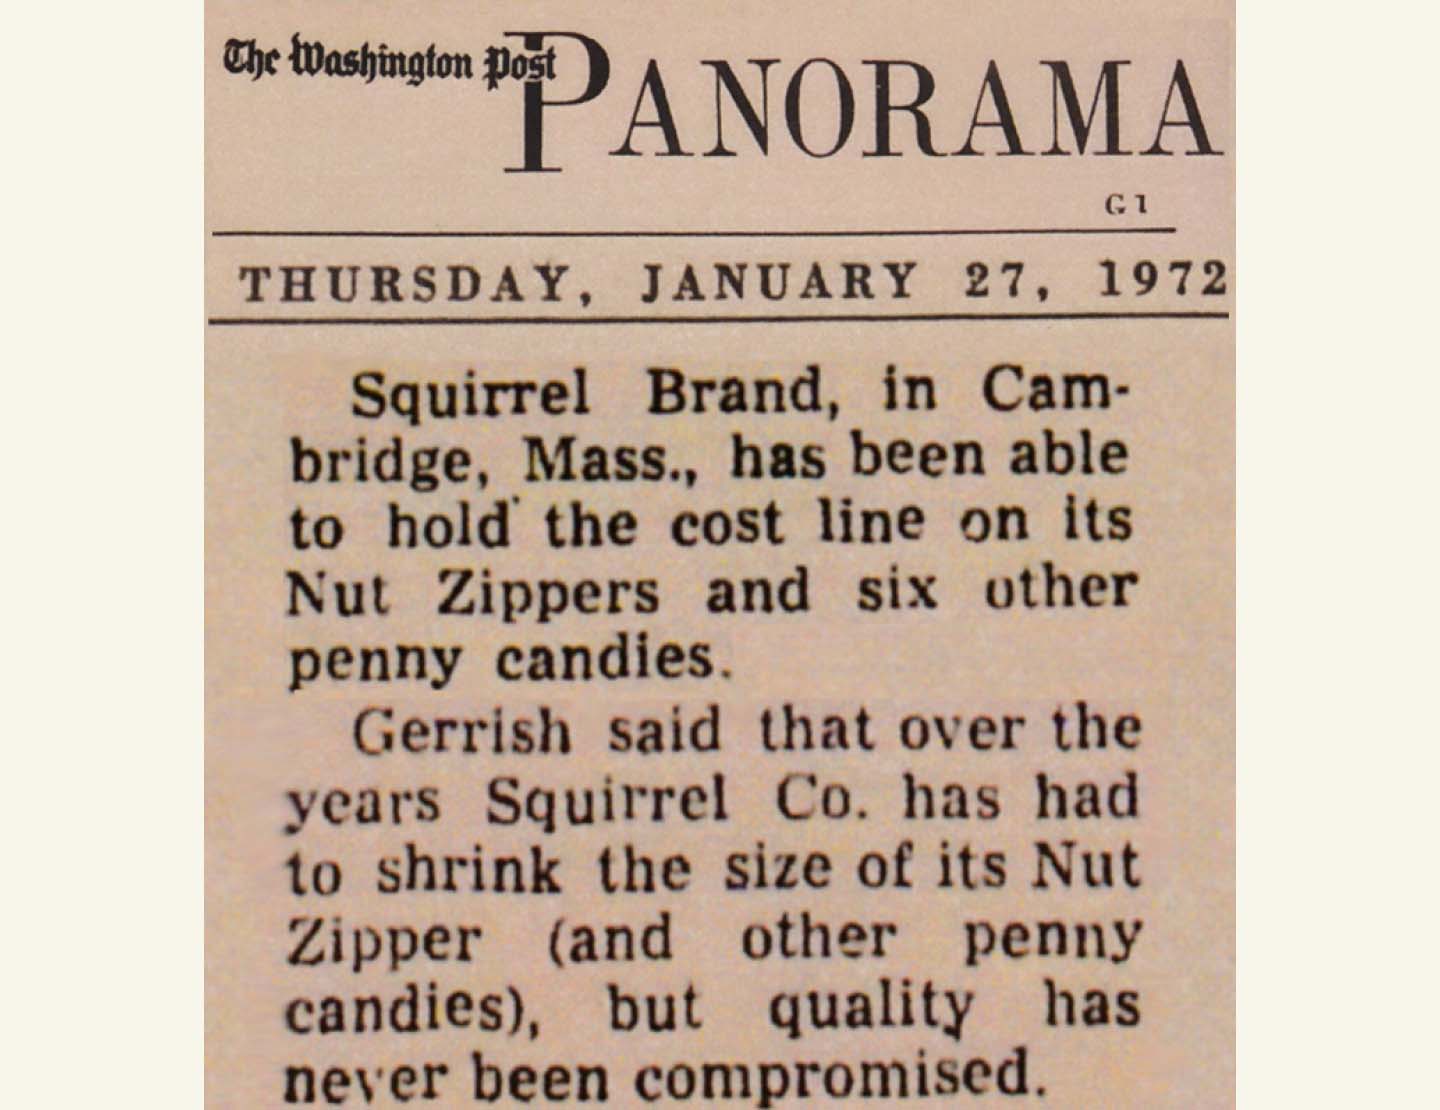 The Washington Post PANORAMA
G1
THURSDAY, JANUARY 27, 1972
Squirrel Brand, in Cam-
bridge, Mass., has been able
to hold the cost line on its
Nut Zippers and six other
penny candies.
Gerrish said that over the
years Squirrel Co. has had
to shrink the size of its Nut
Zipper (and other penny
candies), but quality has
never been compromised.